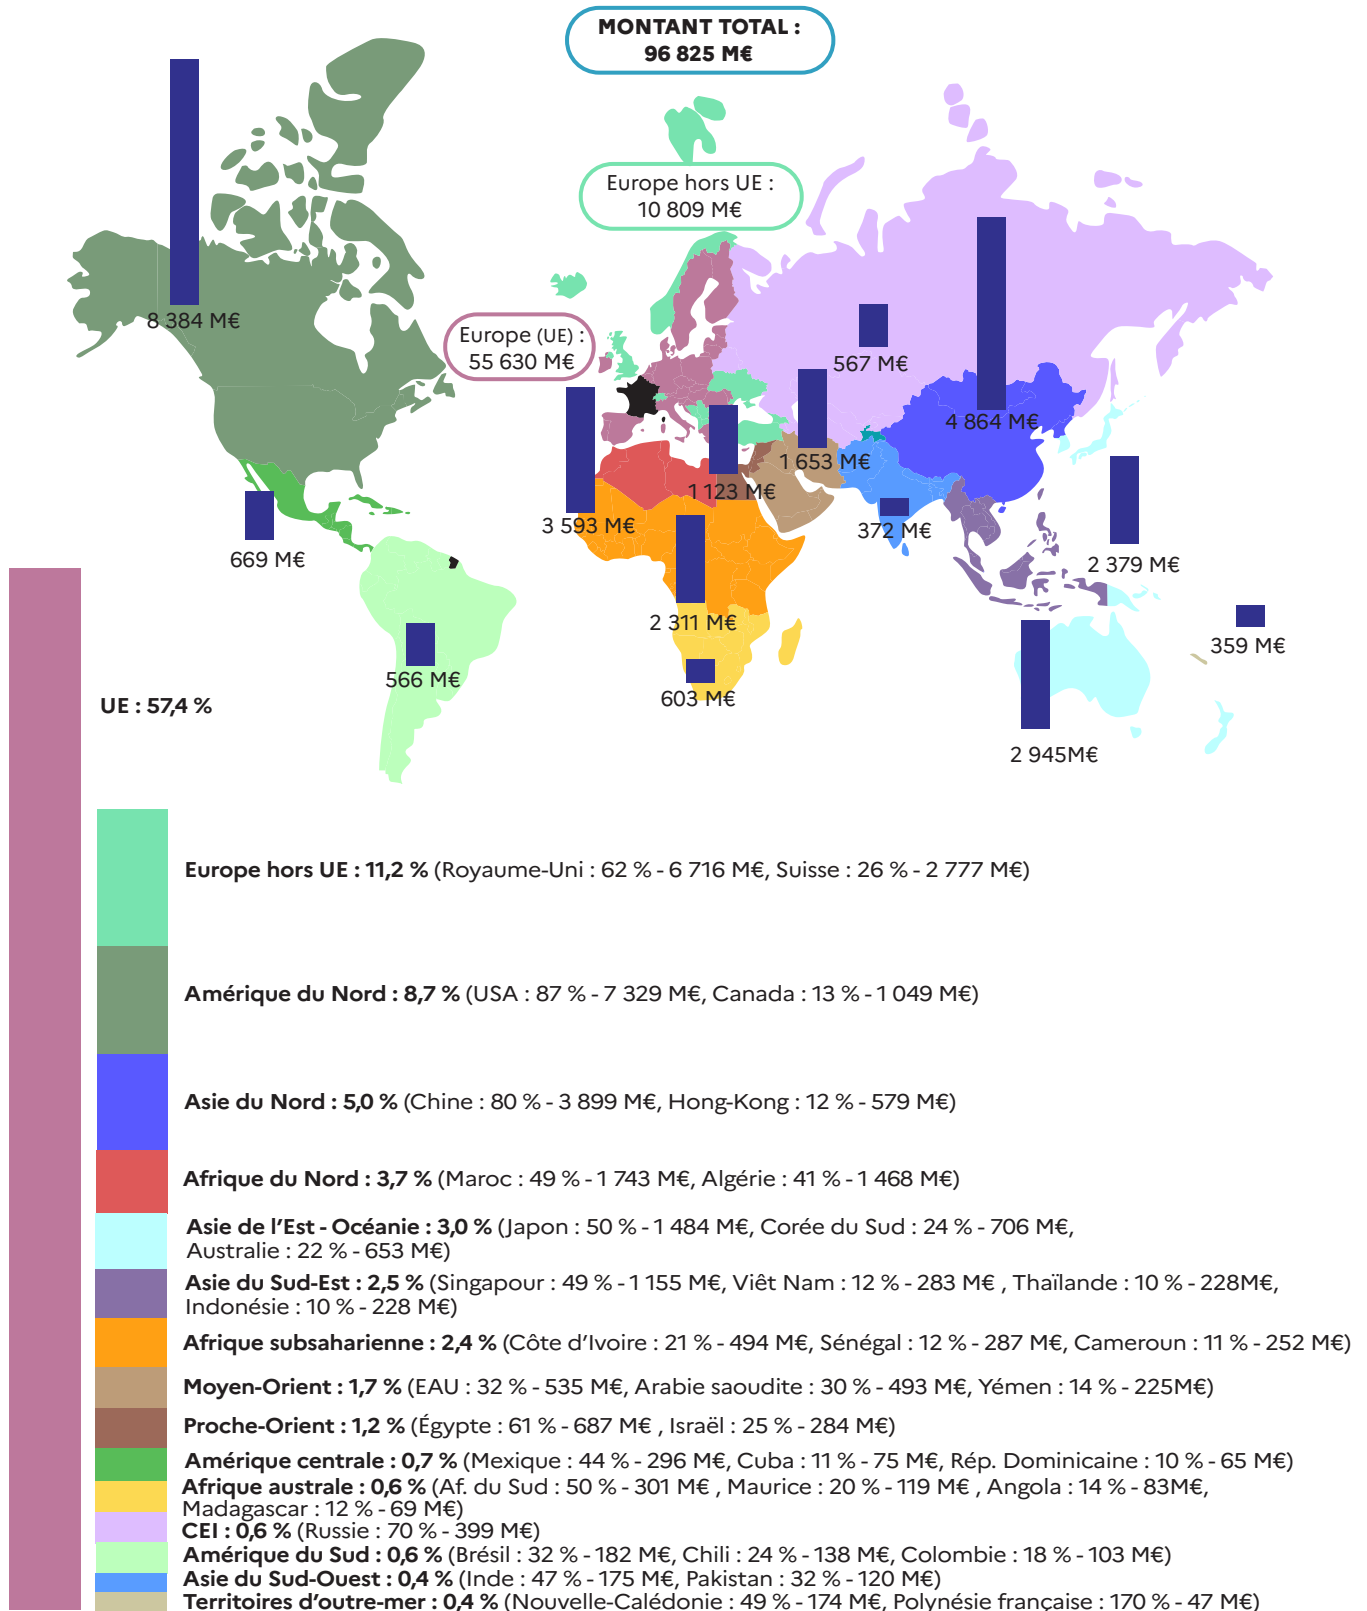 MONTANT TOTAL :
96 825 M€
Europe hors UE :
10 809 M€
8 384 M€
Europe (UE) :
55 630 M€
567 M€
4 864 M€
1 653 M€
1 123 M€
3 593 M€
372 M€
669 M€
2 379 M€
2 311 M€
359 M€
566 M€
603 M€
2 945M€
UE : 57,4 %
Europe hors UE : 11,2 % (Royaume-Uni : 62 % - 6 716 M€, Suisse : 26 % - 2 777 M€)
Amérique du Nord : 8,7 % (USA : 87 % - 7 329 M€, Canada : 13 % - 1 049 M€)
Asie du Nord : 5,0 % (Chine : 80 % - 3 899 M€, Hong-Kong : 12 % - 579 M€)
Afrique du Nord : 3,7 % (Maroc : 49 % - 1 743 M€, Algérie : 41 % - 1 468 M€)
Asie de l’Est - Océanie : 3,0 % (Japon : 50 % - 1 484 M€, Corée du Sud : 24 % - 706 M€,
Australie : 22 % - 653 M€)
Asie du Sud-Est : 2,5 % (Singapour : 49 % - 1 155 M€, Viêt Nam : 12 % - 283 M€ , Thaïlande : 10 % - 228M€,
Indonésie : 10 % - 228 M€)
Afrique subsaharienne : 2,4 % (Côte d’Ivoire : 21 % - 494 M€, Sénégal : 12 % - 287 M€, Cameroun : 11 % - 252 M€)
Moyen-Orient : 1,7 % (EAU : 32 % - 535 M€, Arabie saoudite : 30 % - 493 M€, Yémen : 14 % - 225M€)
Proche-Orient : 1,2 % (Égypte : 61 % - 687 M€ , Israël : 25 % - 284 M€)
Amérique centrale : 0,7 % (Mexique : 44 % - 296 M€, Cuba : 11 % - 75 M€, Rép. Dominicaine : 10 % - 65 M€)
Afrique australe : 0,6 % (Af. du Sud : 50 % - 301 M€ , Maurice : 20 % - 119 M€ , Angola : 14 % - 83M€,
Madagascar : 12 % - 69 M€)
CEI : 0,6 % (Russie : 70 % - 399 M€)
Amérique du Sud : 0,6 % (Brésil : 32 % - 182 M€, Chili : 24 % - 138 M€, Colombie : 18 % - 103 M€)
Asie du Sud-Ouest : 0,4 % (Inde : 47 % - 175 M€, Pakistan : 32 % - 120 M€)
Territoires d’outre-mer : 0,4 % (Nouvelle-Calédonie : 49 % - 174 M€, Polynésie française : 170 % - 47 M€)